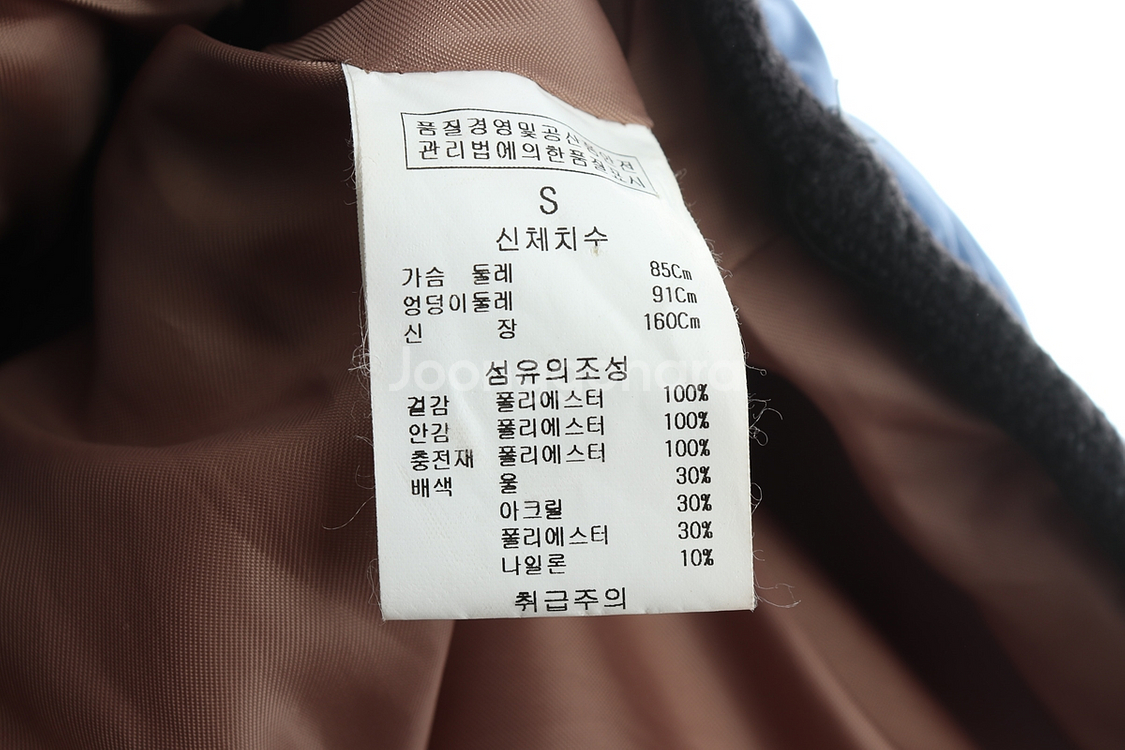 품질경영및공산품안전
관리법에의한품질표시
S
신체치수
가슴 둘레 85Cm
엉덩이둘레 91Cm
신 장 160Cm
섬유의조성
겉감 폴리에스터 100%
안감 폴리에스터 100%
충전재 폴리에스터 100%
배색 울 30%
아크릴 30%
폴리에스터 30%
나일론 10%
취급주의